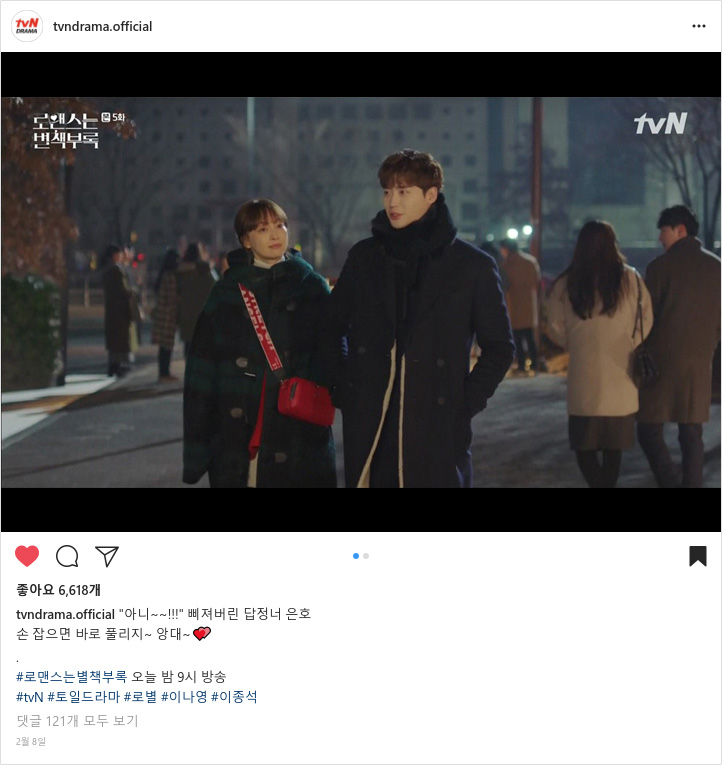 tvN
DRAMA
tvndrama.official
로맨스는 본 5화
별책부록
tvN
좋아요 6,618개
tvndrama.official "아니~~!!!" 삐져버린 답정너 은호
손 잡으면 바로 풀리지~ 앙대~💕
.
#로맨스는별책부록 오늘 밤 9시 방송
#tvN #토일드라마 #로별 #이나영 #이종석
댓글 121개 모두 보기
2월 8일